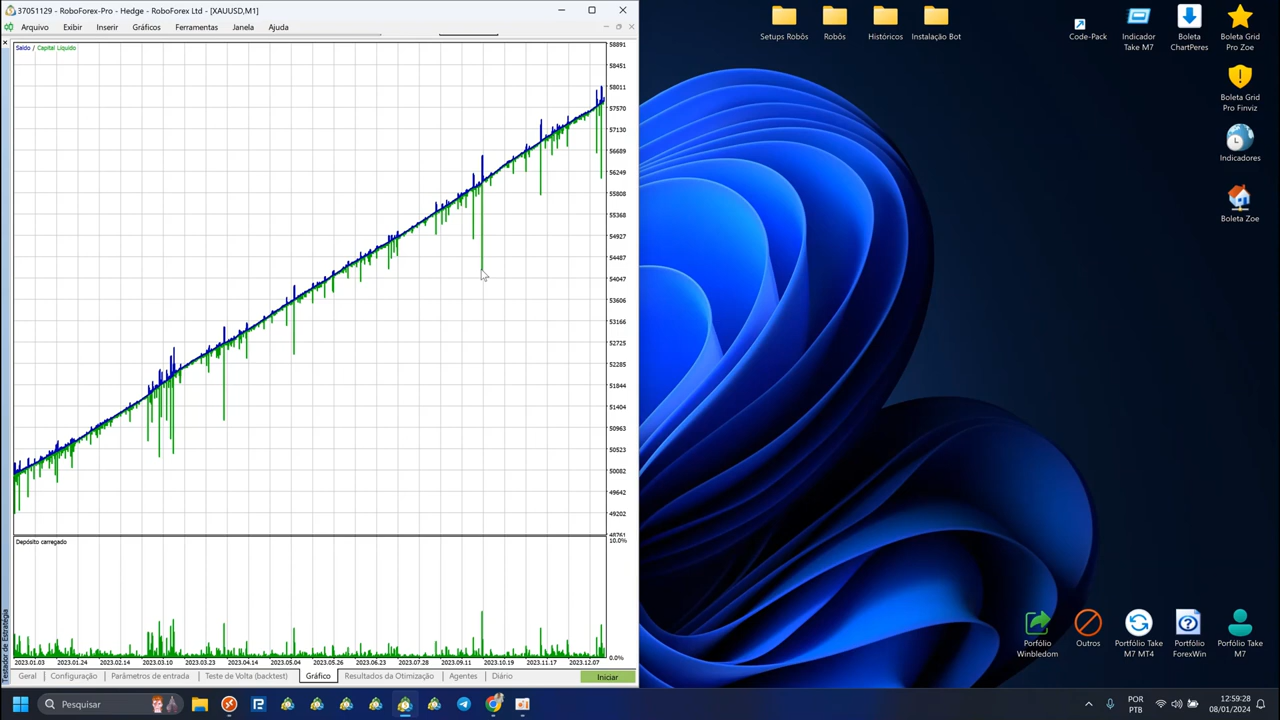 37051129 - RoboForex-Pro - Hedge - RoboForex Ltd - [XAUUSD,M1]
Arquivo Exibir Inserir Gráficos Ferramentas Janela Ajuda
Saldo / Capital Líquido
58891
58451
58011
57570
57130
56689
56249
55808
55368
54927
54487
54047
53606
53166
52725
52285
51844
51404
50963
50523
50082
49642
49202
48761
Depósito carregado
10.0%
0.0%
2023.01.03 2023.01.24 2023.02.14 2023.03.10 2023.03.23 2023.04.14 2023.05.04 2023.05.26 2023.06.23 2023.07.28 2023.09.11 2023.10.19 2023.11.17 2023.12.07
Testador de Estratégia
Geral Configuração Parâmetros de entrada Teste de Volta (backtest) Gráfico Resultados da Otimização Agentes Diário Iniciar
Setups Robôs
Robôs
Históricos
Instalação Bot
Code-Pack
Indicador
Take M7
Boleta
ChartPeres
Boleta Grid
Pro Zoe
Boleta Grid
Pro Finviz
Indicadores
Boleta Zoe
Porfólio
Winbledom
Outros
Portfólio Take
M7 MT4
Portfólio
ForexWin
Portfólio Take
M7
Pesquisar
POR
PTB
12:59:28
08/01/2024